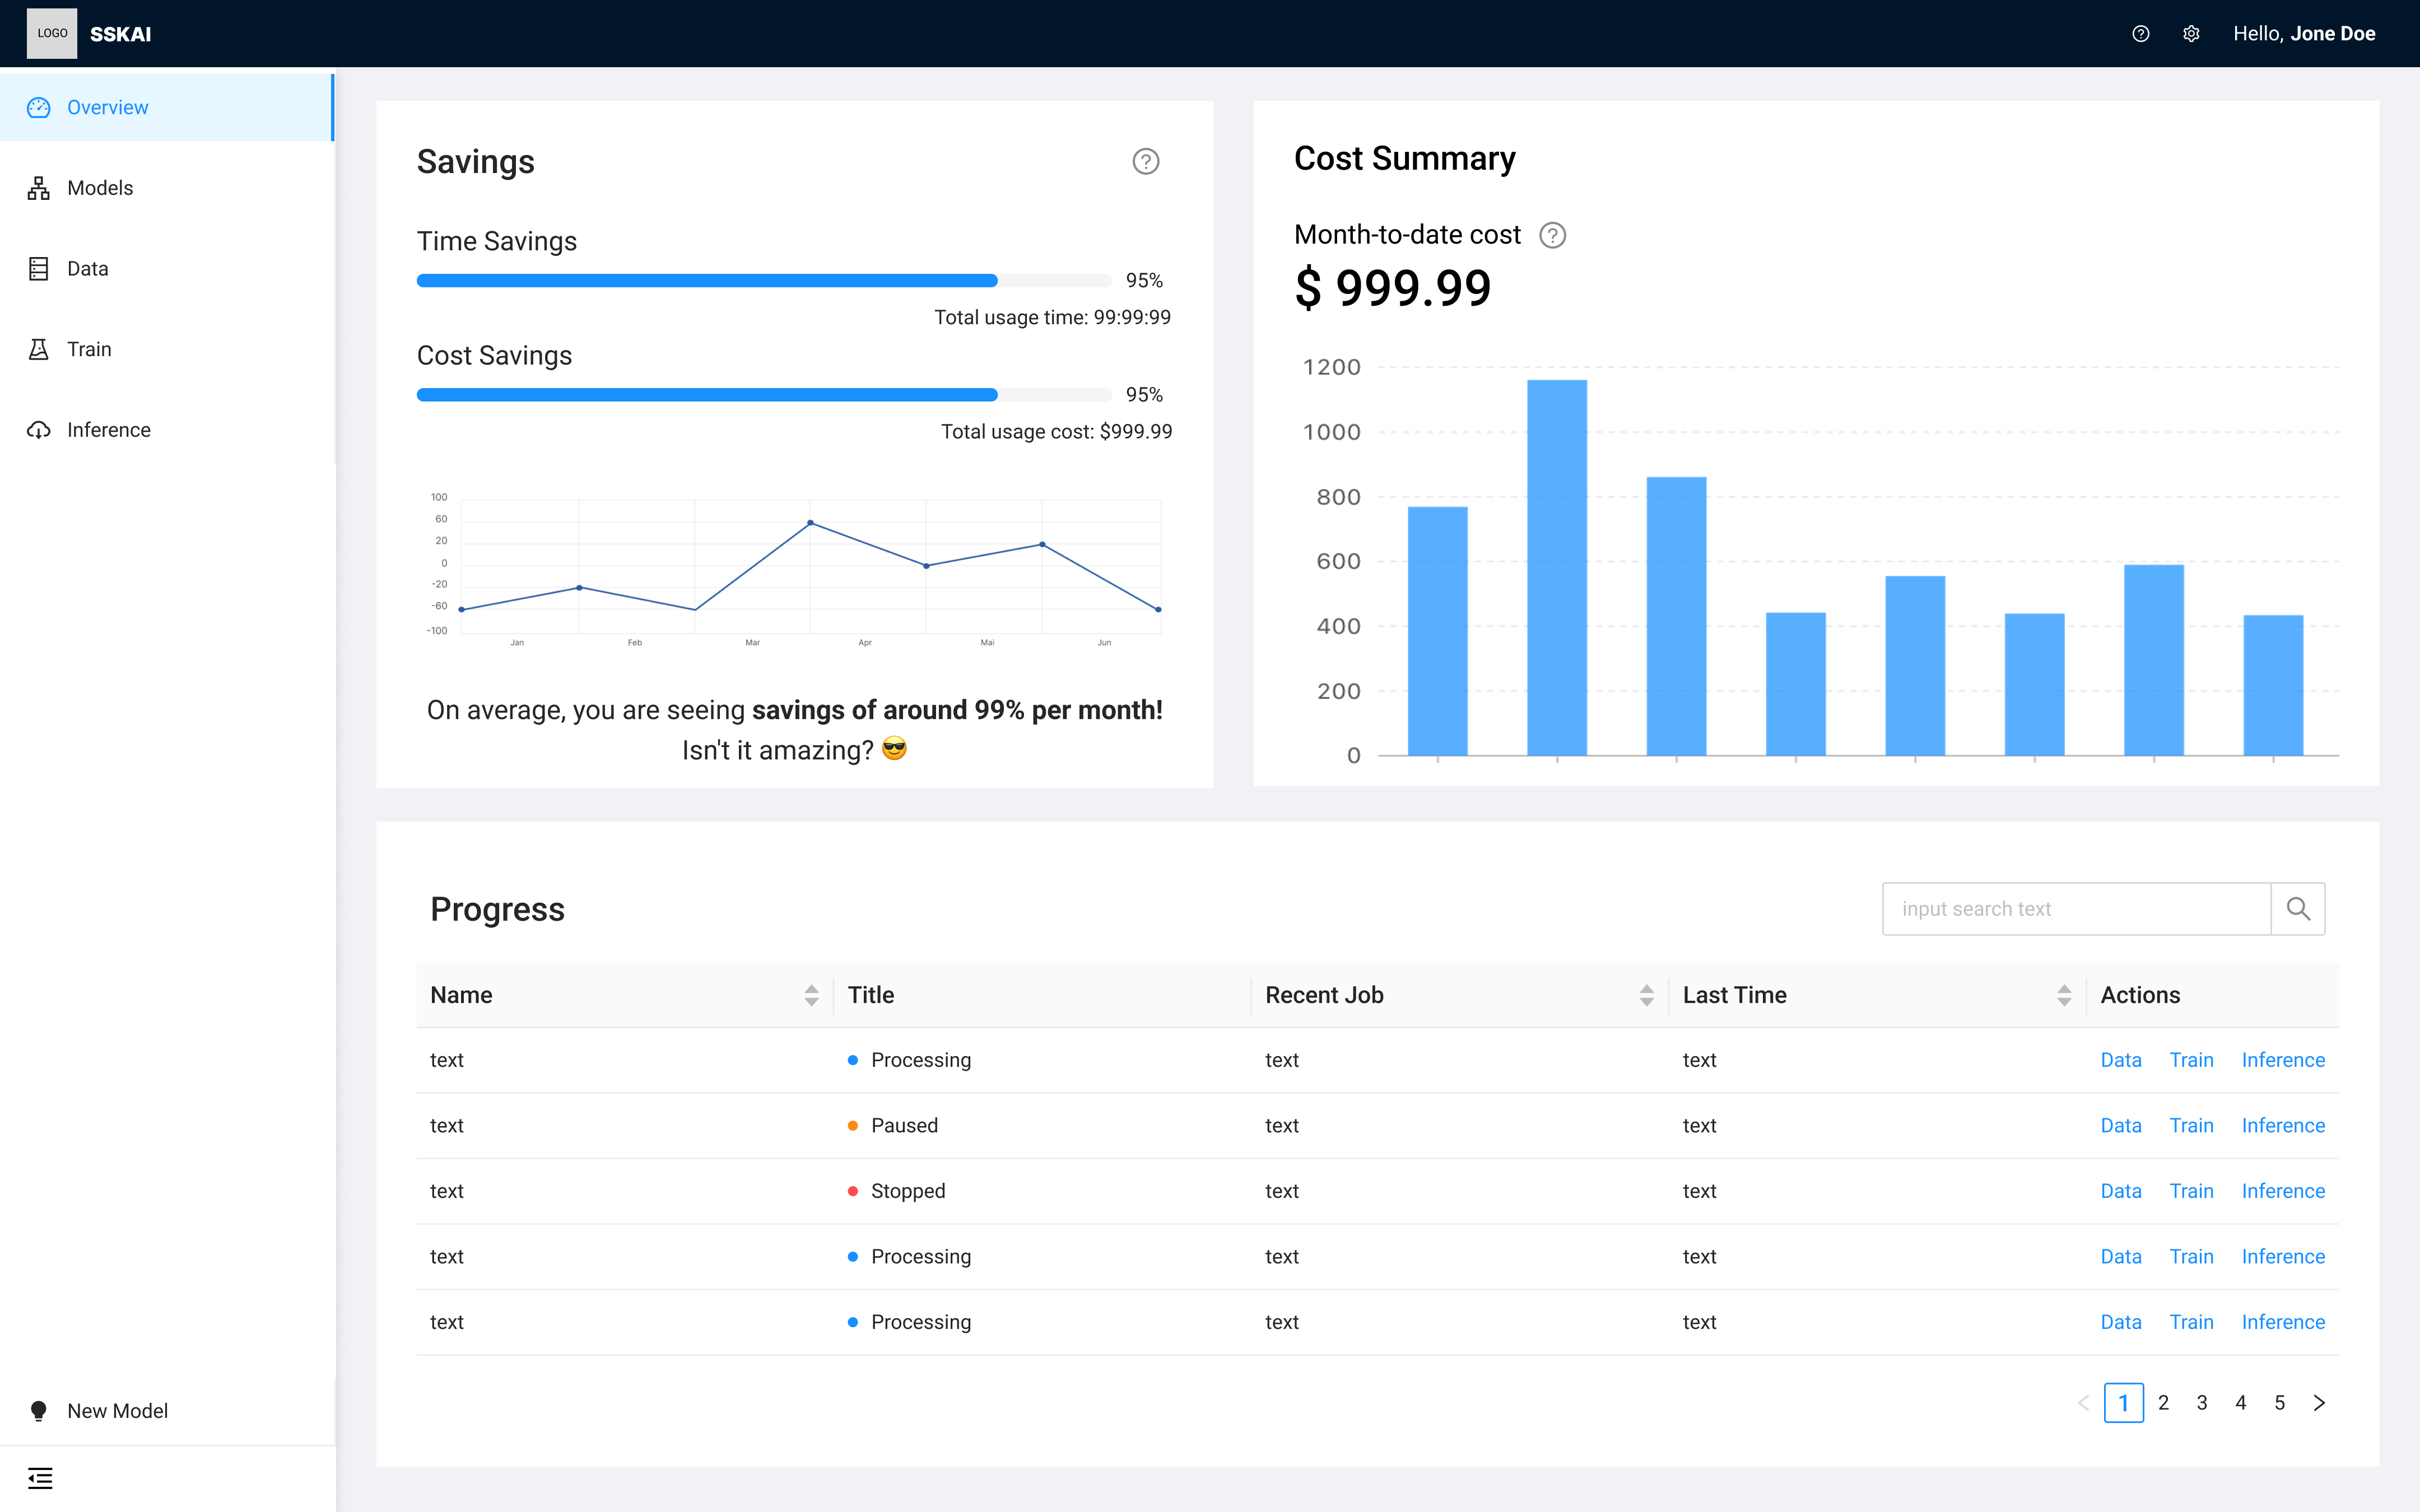 LOGO
SSKAI
Hello, Jone Doe
Overview
Models
Data
Train
Inference
New Model
Savings
Time Savings
95%
Total usage time: 99:99:99
Cost Savings
95%
Total usage cost: $999.99
100
60
20
0
-20
-60
-100
Jan Feb Mar Apr Mai Jun
On average, you are seeing savings of around 99% per month!
Isn't it amazing? 😎
Cost Summary
Month-to-date cost
$ 999.99
1200
1000
800
600
400
200
0
Progress
input search text
Name Title Recent Job Last Time Actions
text Processing text text Data Train Inference
text Paused text text Data Train Inference
text Stopped text text Data Train Inference
text Processing text text Data Train Inference
text Processing text text Data Train Inference
1 2 3 4 5